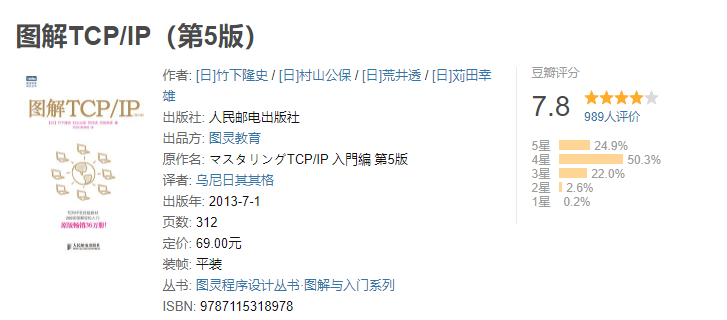 图解TCP/IP（第5版）
图解TCP/IP
原版畅销36万册!
人民邮电出版社
作者: [日]竹下隆史 / [日]村山公保 / [日]荒井透 / [日]苅田幸
雄
出版社: 人民邮电出版社
出品方: 图灵教育
原作名: マスタリングTCP/IP 入門編 第5版
译者: 乌尼日其其格
出版年: 2013-7-1
页数: 312
定价: 69.00元
装帧: 平装
丛书: 图灵程序设计丛书·图解与入门系列
ISBN: 9787115318978
豆瓣评分
7.8
989人评价
5星 24.9%
4星 50.3%
3星 22.0%
2星 2.6%
1星 0.2%